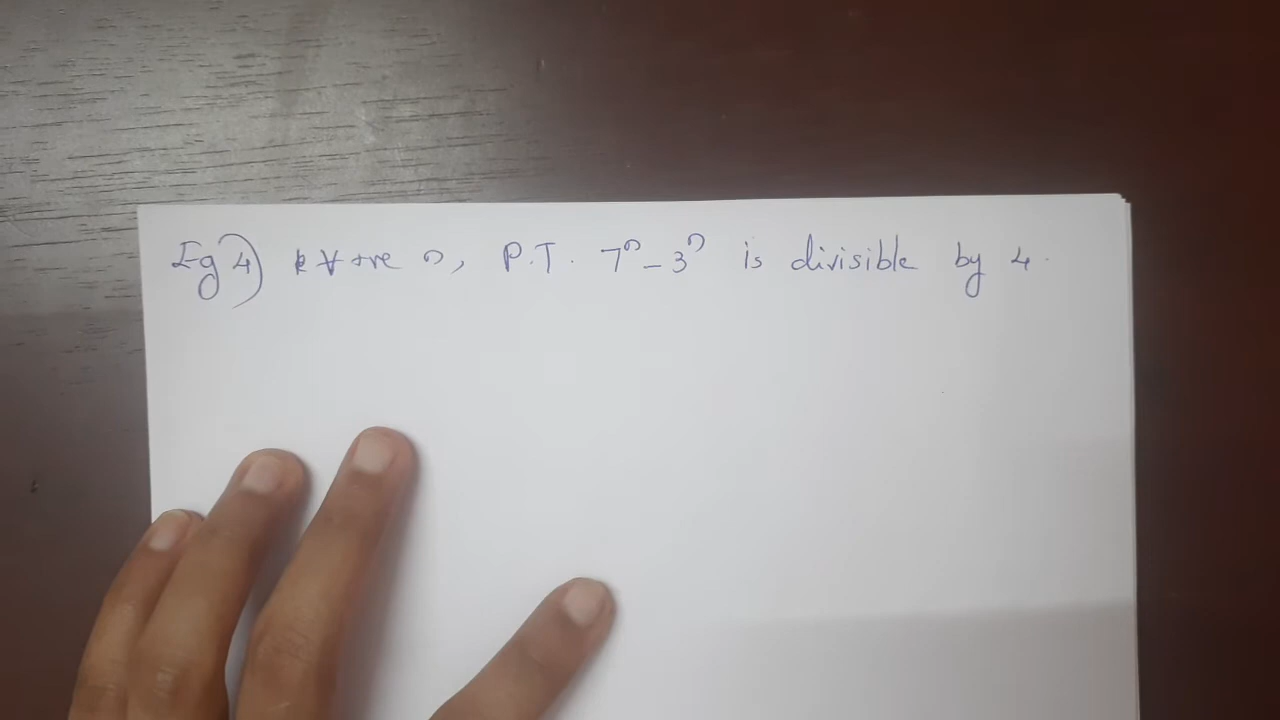 Eg 4) ∀ +ve n, P.T. 7ⁿ - 3ⁿ is divisible by 4.